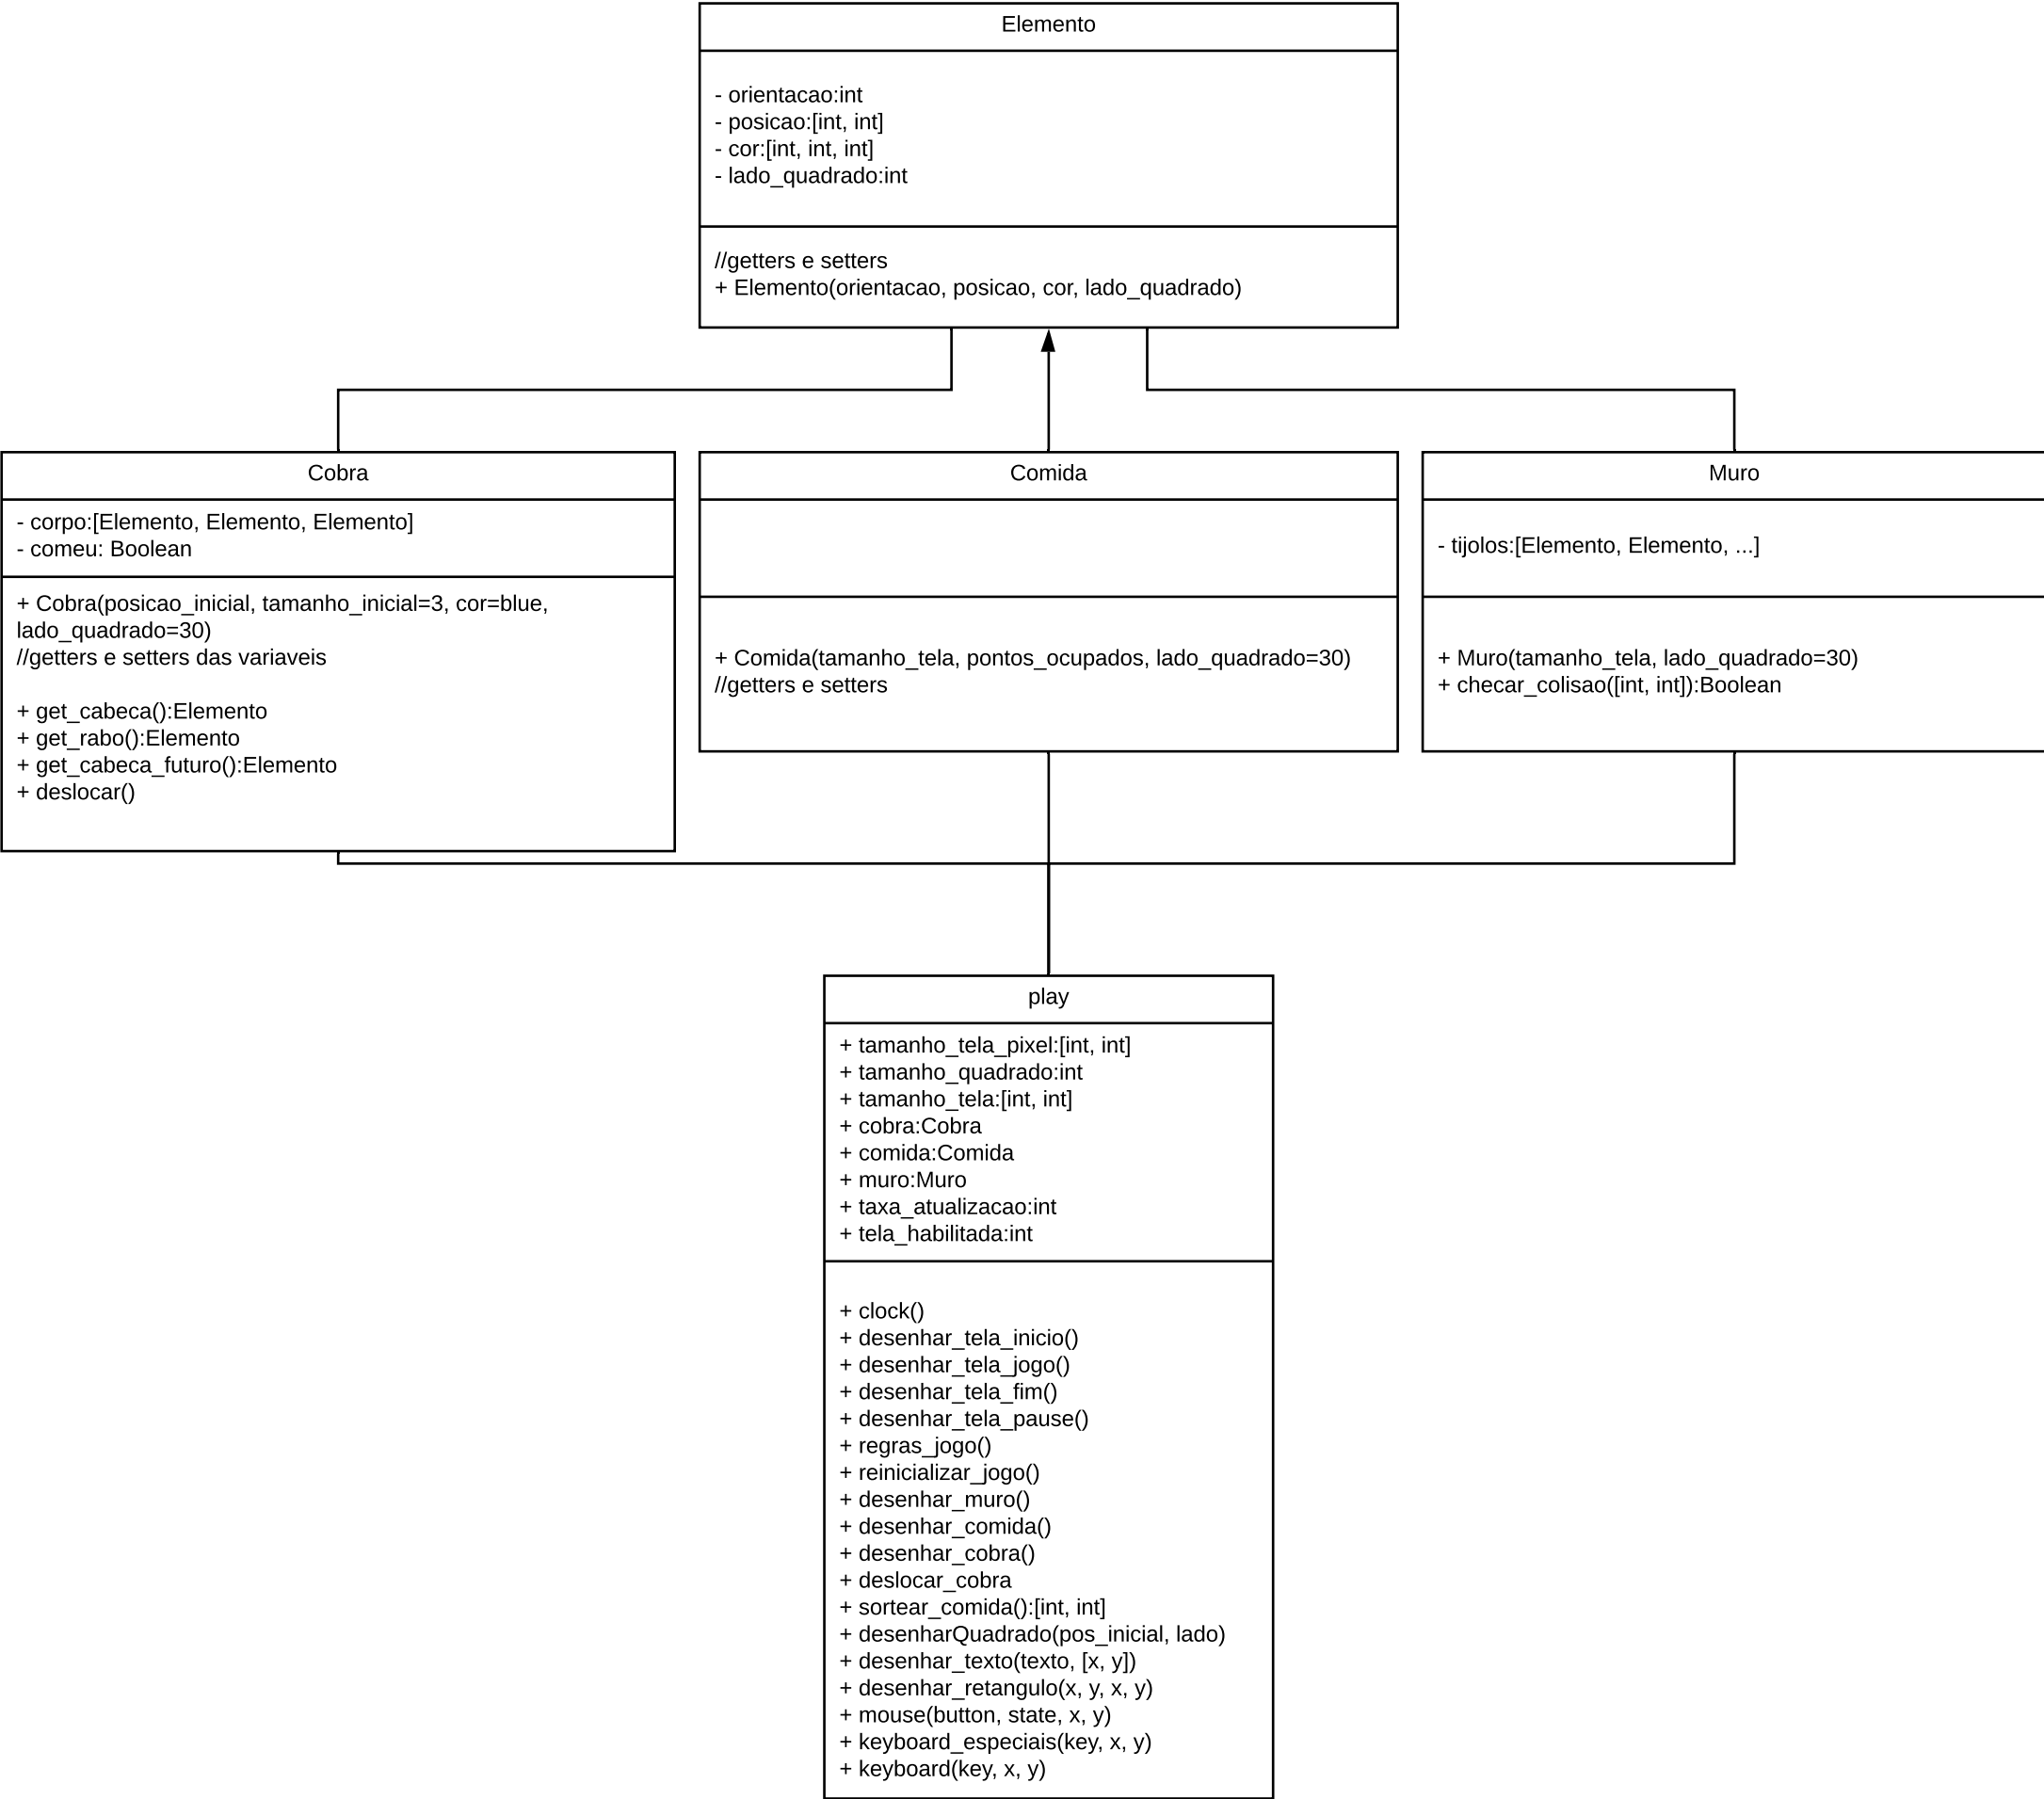 Elemento
- orientacao:int
- posicao:[int, int]
- cor:[int, int, int]
- lado_quadrado:int
//getters e setters
+ Elemento(orientacao, posicao, cor, lado_quadrado)
Cobra
- corpo:[Elemento, Elemento, Elemento]
- comeu: Boolean
+ Cobra(posicao_inicial, tamanho_inicial=3, cor=blue,
lado_quadrado=30)
//getters e setters das variaveis
+ get_cabeca():Elemento
+ get_rabo():Elemento
+ get_cabeca_futuro():Elemento
+ deslocar()
Comida
+ Comida(tamanho_tela, pontos_ocupados, lado_quadrado=30)
//getters e setters
Muro
- tijolos:[Elemento, Elemento, ...]
+ Muro(tamanho_tela, lado_quadrado=30)
+ checar_colisao([int, int]):Boolean
play
+ tamanho_tela_pixel:[int, int]
+ tamanho_quadrado:int
+ tamanho_tela:[int, int]
+ cobra:Cobra
+ comida:Comida
+ muro:Muro
+ taxa_atualizacao:int
+ tela_habilitada:int
+ clock()
+ desenhar_tela_inicio()
+ desenhar_tela_jogo()
+ desenhar_tela_fim()
+ desenhar_tela_pause()
+ regras_jogo()
+ reinicializar_jogo()
+ desenhar_muro()
+ desenhar_comida()
+ desenhar_cobra()
+ deslocar_cobra
+ sortear_comida():[int, int]
+ desenharQuadrado(pos_inicial, lado)
+ desenhar_texto(texto, [x, y])
+ desenhar_retangulo(x, y, x, y)
+ mouse(button, state, x, y)
+ keyboard_especiais(key, x, y)
+ keyboard(key, x, y)